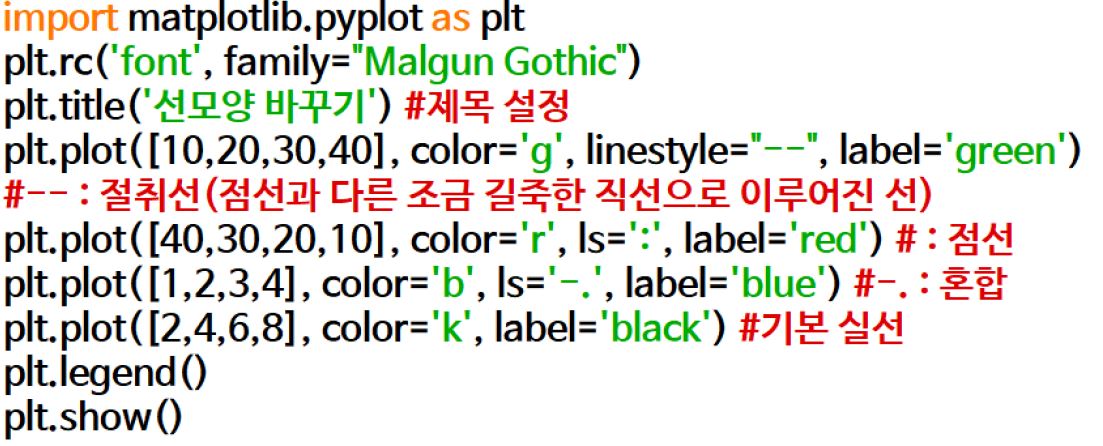 import matplotlib.pyplot as plt
plt.rc('font', family="Malgun Gothic")
plt.title('선모양 바꾸기') #제목 설정
plt.plot([10,20,30,40], color='g', linestyle="--", label='green')
#-- : 절취선(점선과 다른 조금 길죽한 직선으로 이루어진 선)
plt.plot([40,30,20,10], color='r', ls=':', label='red') # : 점선
plt.plot([1,2,3,4], color='b', ls='-.', label='blue') #-. : 혼합
plt.plot([2,4,6,8], color='k', label='black') #기본 실선
plt.legend()
plt.show()